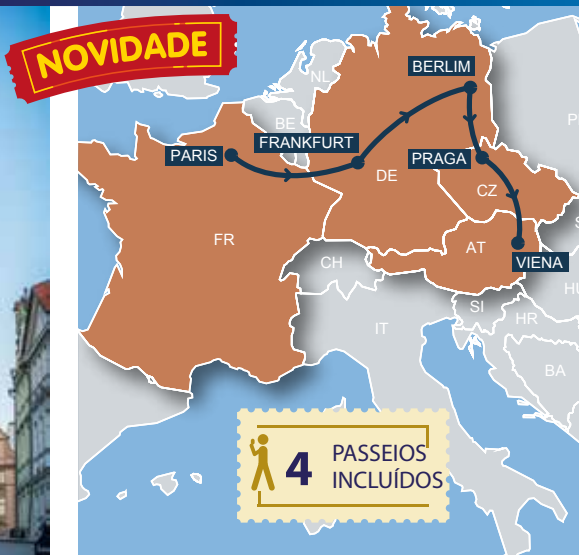 NOVIDADE
NL
BERLIM
BE
FRANKFURT
PARIS
PRAGA
DE
CZ
FR
AT
CH
VIENA
SI
HR
IT
BA
4 PASSEIOS
INCLUÍDOS